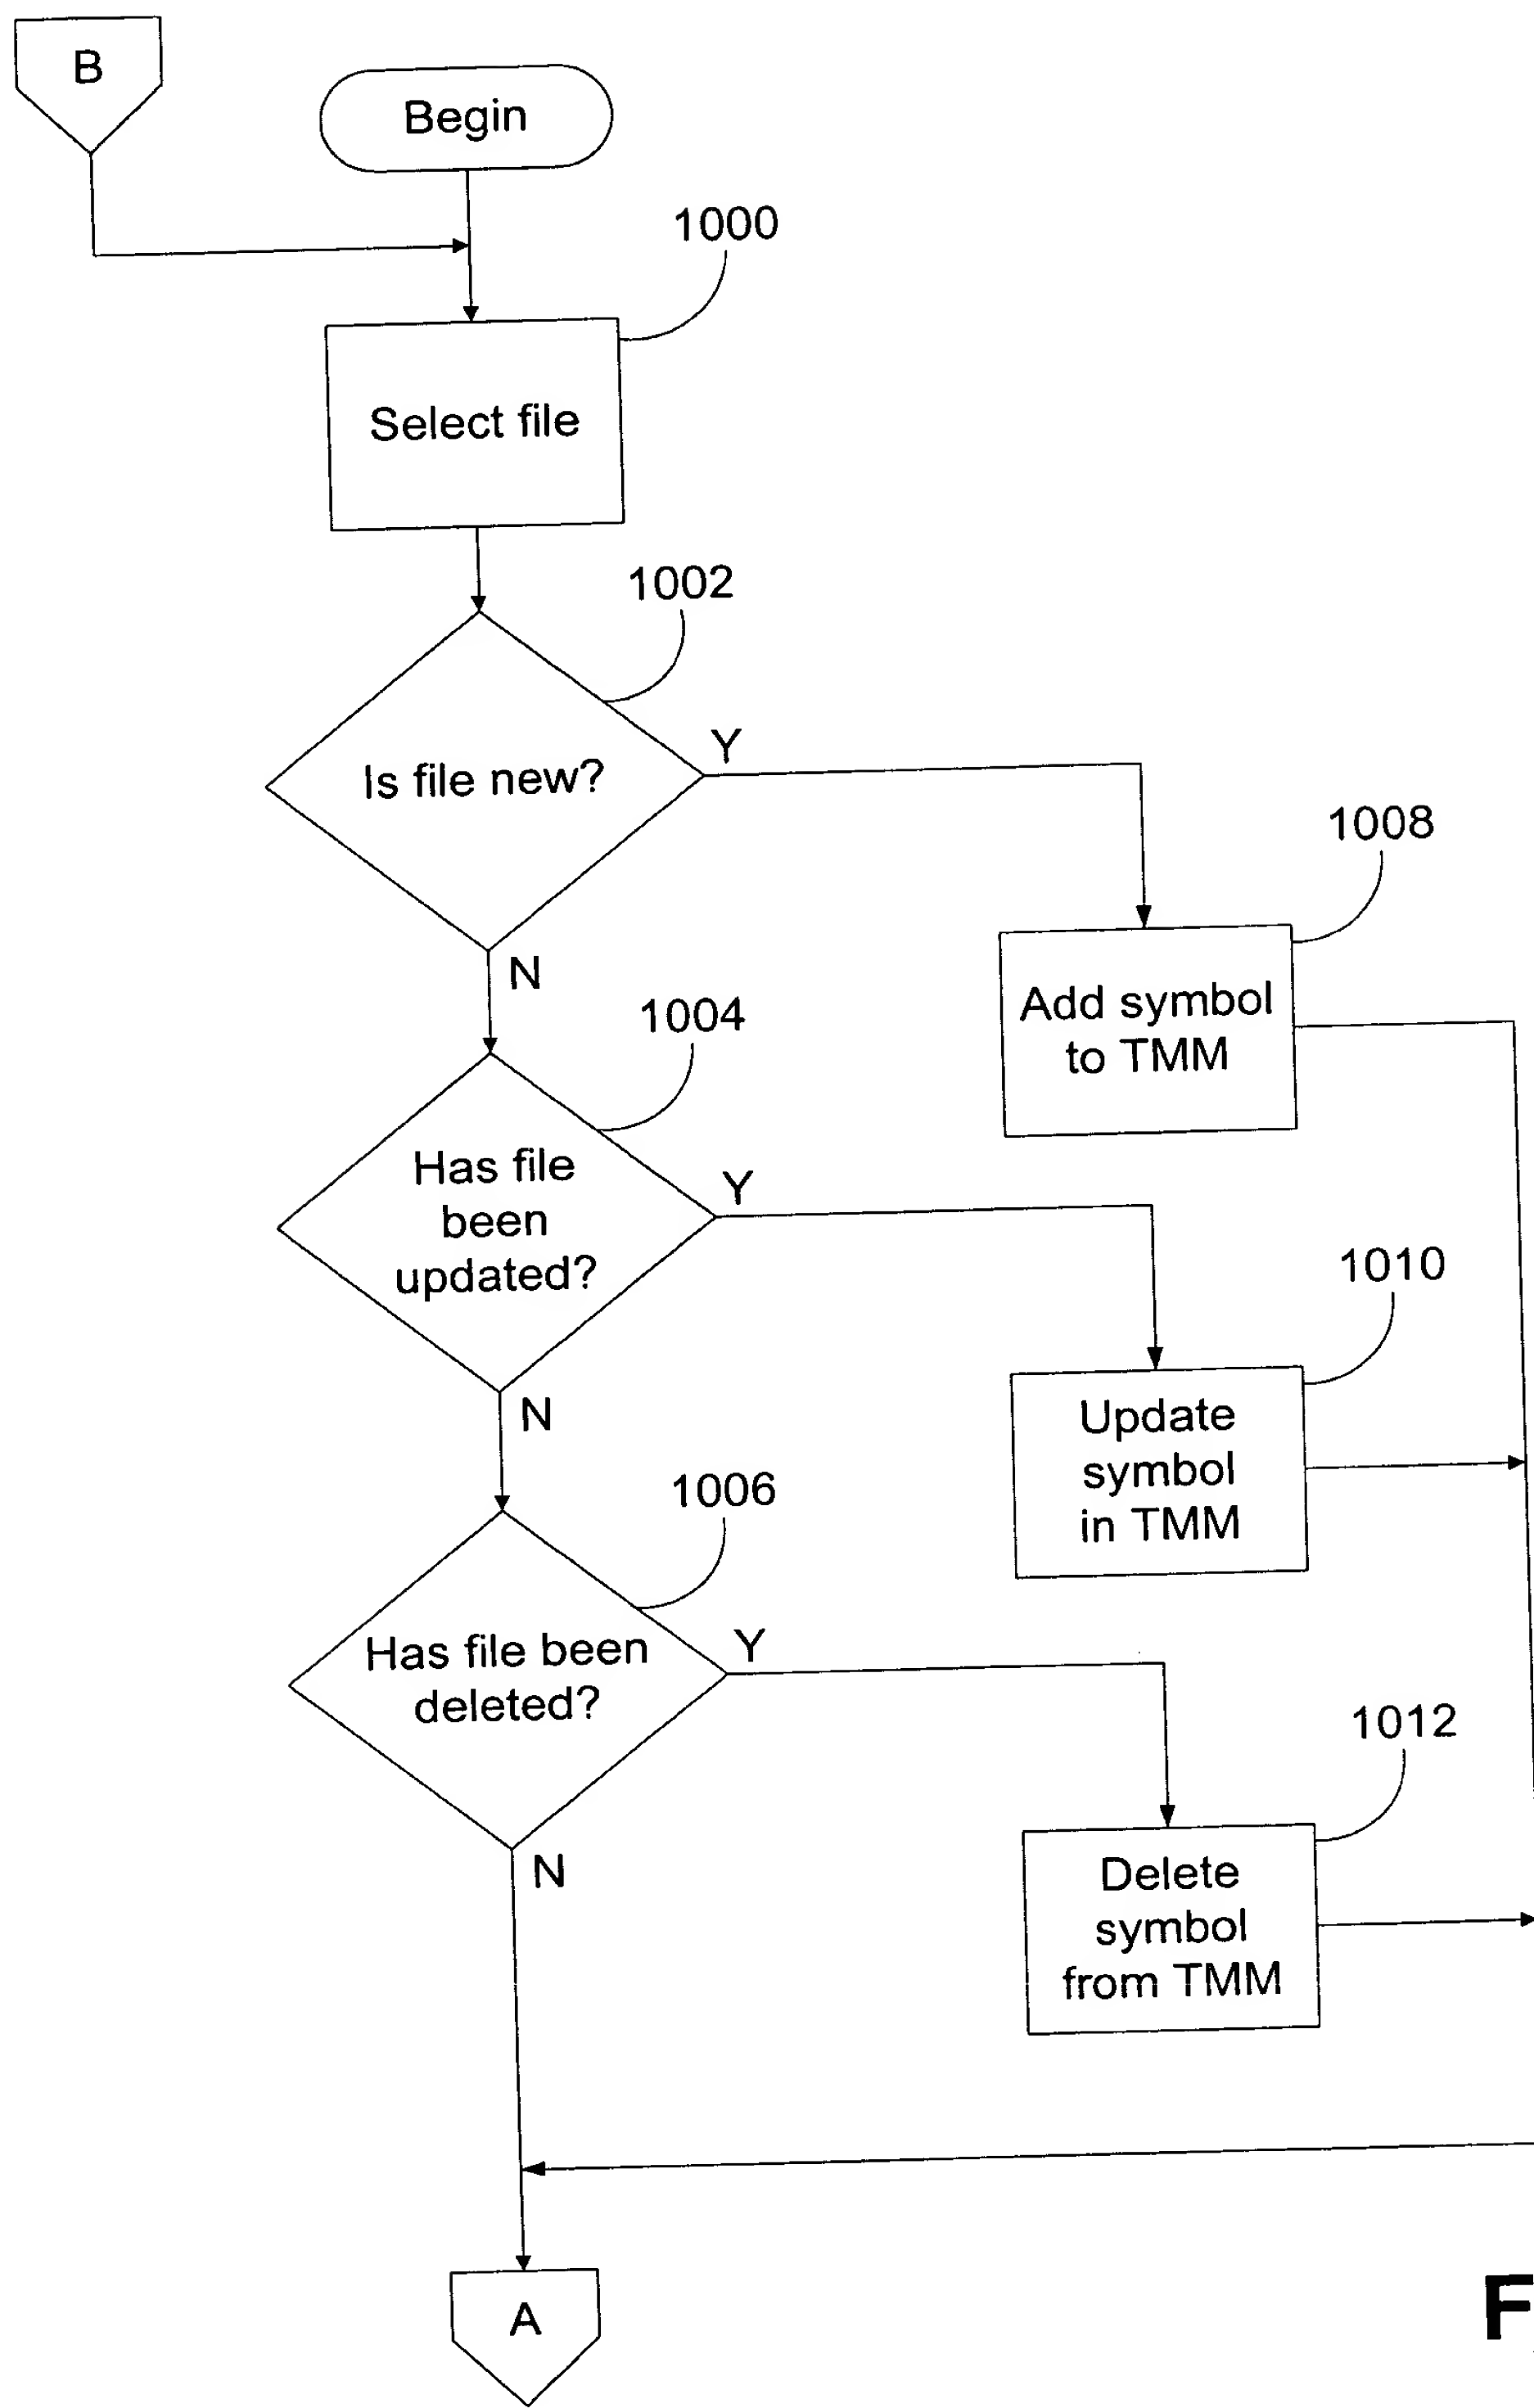 B
Begin
1000
Select file
1002
Is file new?
Y
N
1008
Add symbol
to TMM
1004
Has file
been
updated?
Y
N
1010
Update
symbol
in TMM
1006
Has file been
deleted?
Y
N
1012
Delete
symbol
from TMM
A
F